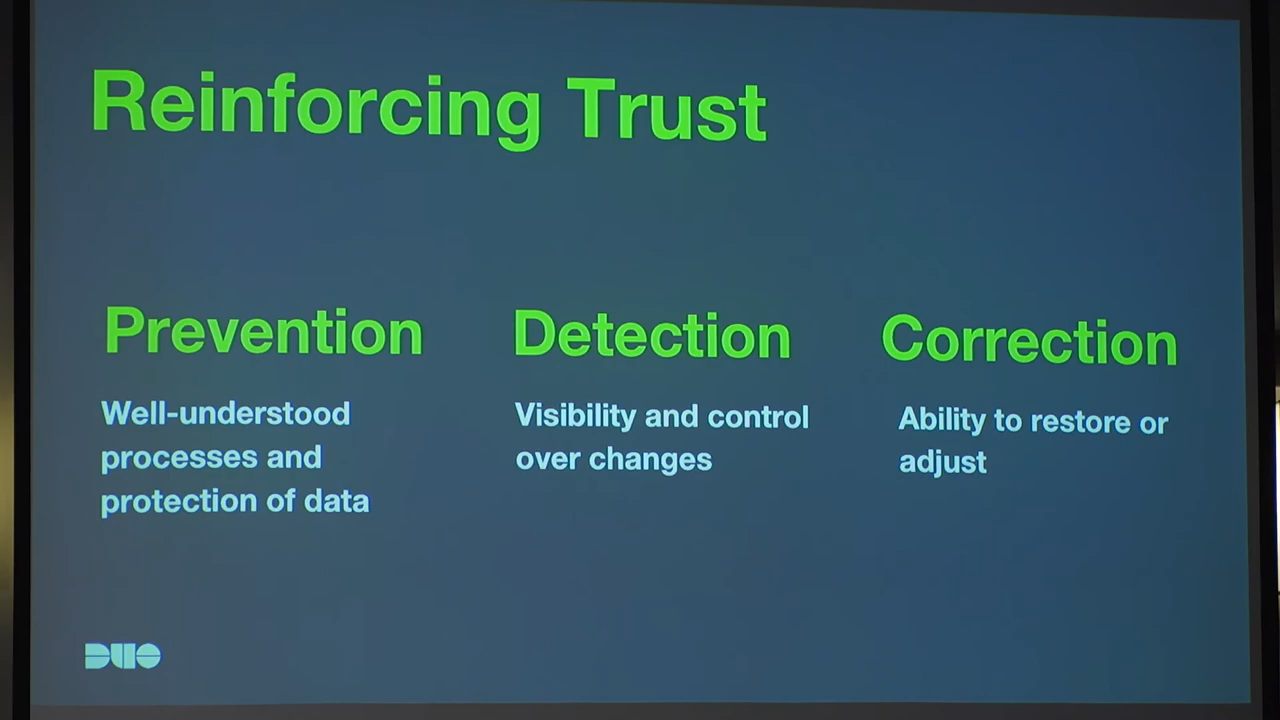 Reinforcing Trust
Prevention
Well-understood
processes and
protection of data
Detection
Visibility and control
over changes
Correction
Ability to restore or
adjust
DUO